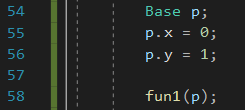 54 Base p;
55 p.x = 0;
56 p.y = 1;
57
58 fun1(p);